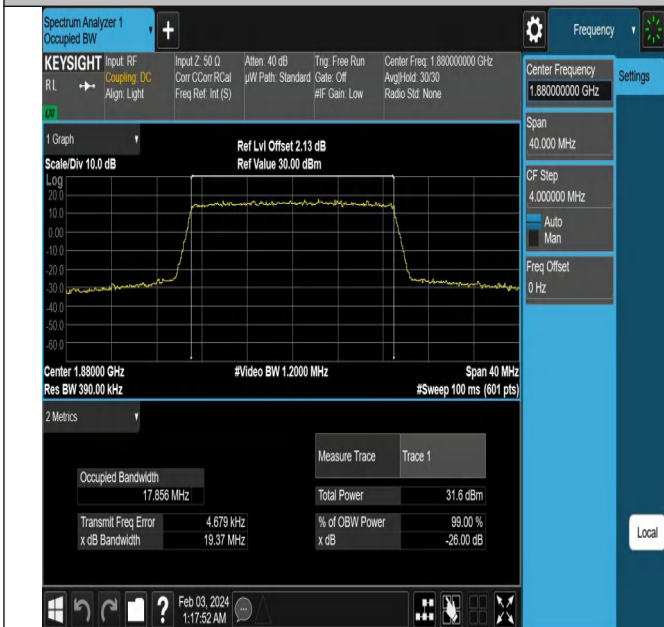 Spectrum Analyzer 1
Occupied BW
Frequency
KEYSIGHT
RL
Input: RF
Coupling: DC
Align: Light
Input Z: 50 Ω
Corr CCorr RCal
Freq Ref: Int (S)
Atten: 40 dB
µW Path: Standard
Trig: Free Run
Gate: Off
#IF Gain: Low
Center Freq: 1.880000000 GHz
Avg|Hold: 30/30
Radio Std: None
Center Frequency
1.880000000 GHz
Settings
Span
40.000 MHz
CF Step
4.000000 MHz
Auto
Man
Freq Offset
0 Hz
Local
1 Graph
Scale/Div 10.0 dB
Ref Lvl Offset 2.13 dB
Ref Value 30.00 dBm
Log
20.0
10.0
0.00
-10.0
-20.0
-30.0
-40.0
-50.0
-60.0
Center 1.88000 GHz
#Video BW 1.2000 MHz
Span 40 MHz
Res BW 390.00 kHz
#Sweep 100 ms (601 pts)
2 Metrics
Measure Trace Trace 1
Occupied Bandwidth
17.856 MHz
Total Power 31.6 dBm
Transmit Freq Error 4.679 kHz
% of OBW Power 99.00 %
x dB Bandwidth 19.37 MHz
x dB -26.00 dB
Feb 03, 2024
1:17:52 AM